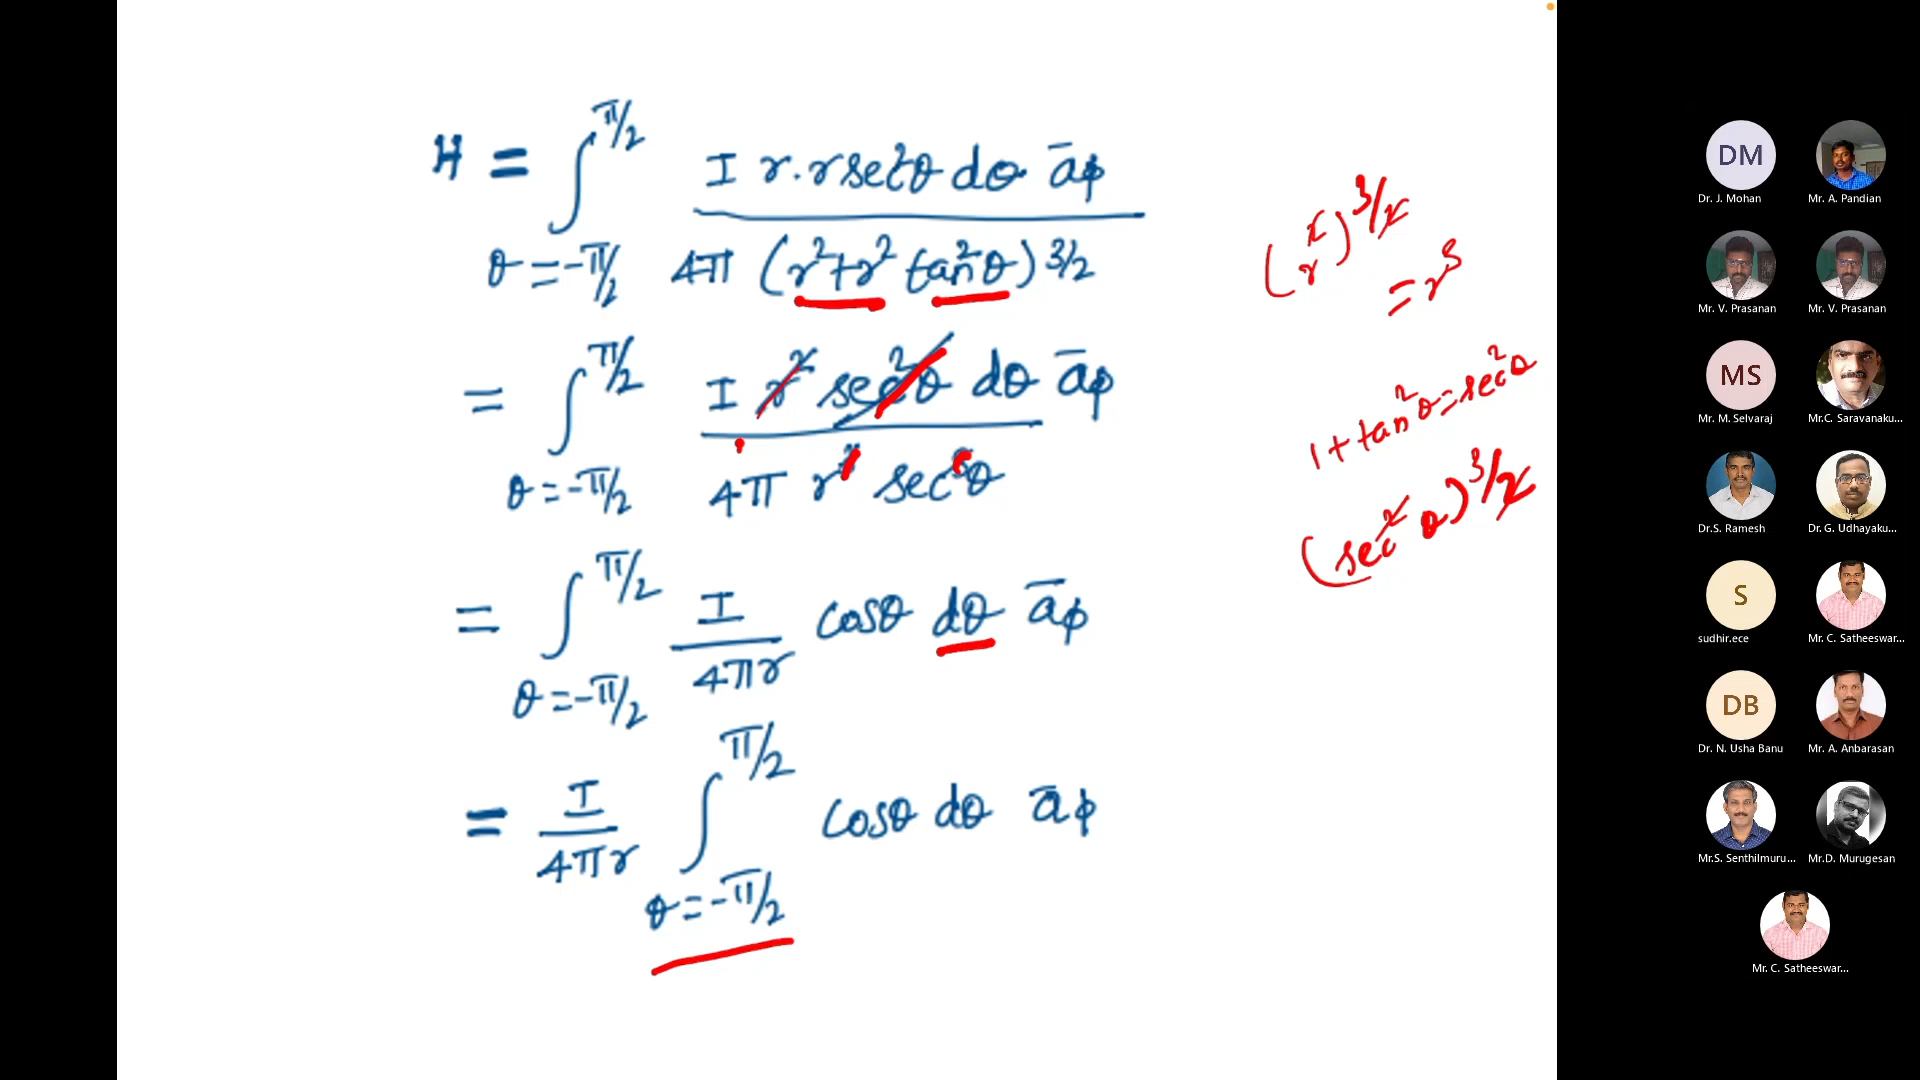 π/2
H = ∫ I r.r sec²θ dθ āϕ
θ = -π/2 4π (r²+r² tan²θ) 3/2
π/2
= ∫ I r² sec²θ dθ āϕ
θ = -π/2 4π r³ sec³θ
π/2
= ∫ I cosθ dθ āϕ
θ = -π/2 4πr
π/2
= I ∫ cosθ dθ āϕ
4πr
θ = -π/2
(r²)3/2
= r³
1 + tan²θ = sec²θ
(sec²θ)3/2
DM
Dr. J. Mohan
Mr. A. Pandian
Mr. V. Prasanan
Mr. V. Prasanan
MS
Mr. M. Selvaraj
Mr.C. Saravanaku...
Dr.S. Ramesh
Dr. G. Udhayaku...
S
sudhir.ece
Mr. C. Satheeswar...
DB
Dr. N. Usha Banu
Mr. A. Anbarasan
Mr.S. Senthilmuru...
Mr.D. Murugesan
Mr. C. Satheeswar...